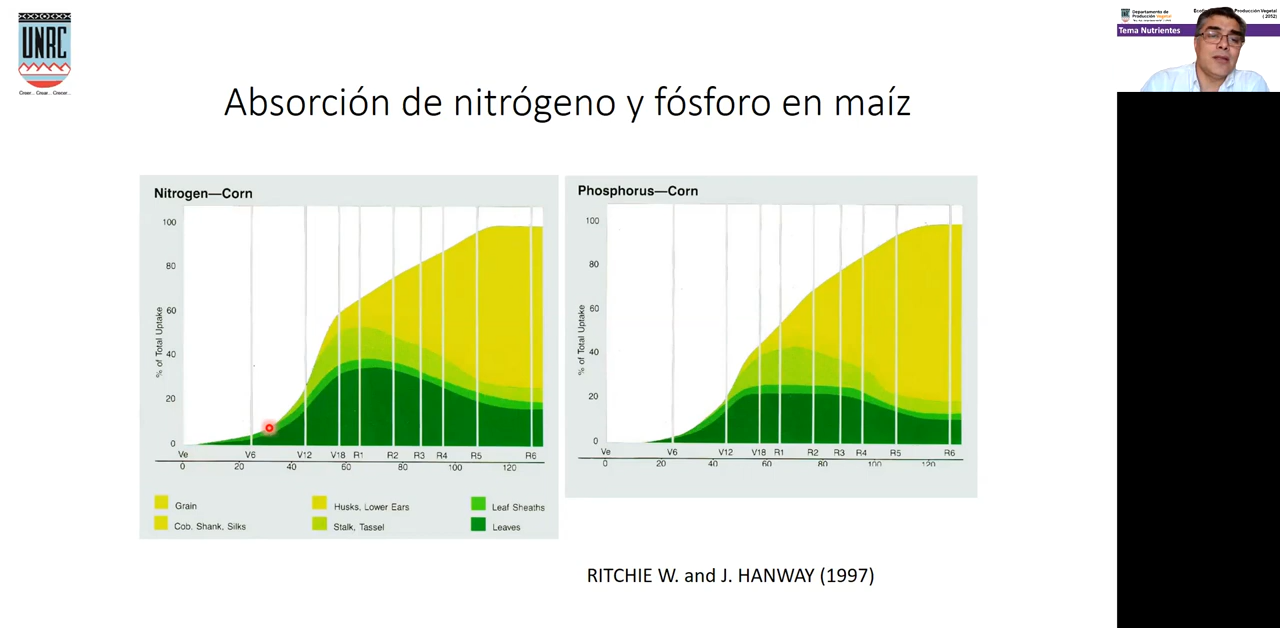 UNRC
Crear... Crear... Crecer...
Absorción de nitrógeno y fósforo en maíz
Nitrogen—Corn
% of Total Uptake
100
80
60
40
20
0
Ve V6 V12 V18 R1 R2 R3 R4 R5 R6
0 20 40 60 80 100 120
Grain
Husks, Lower Ears
Leaf Sheaths
Cob, Shank, Silks
Stalk, Tassel
Leaves
Phosphorus—Corn
% of Total Uptake
100
80
60
40
20
0
Ve V6 V12 V18 R1 R2 R3 R4 R5 R6
0 20 40 60 80 100 120
RITCHIE W. and J. HANWAY (1997)
Departamento de
Producción Vegetal
Producción Vegetal
( 2052)
Tema Nutrientes